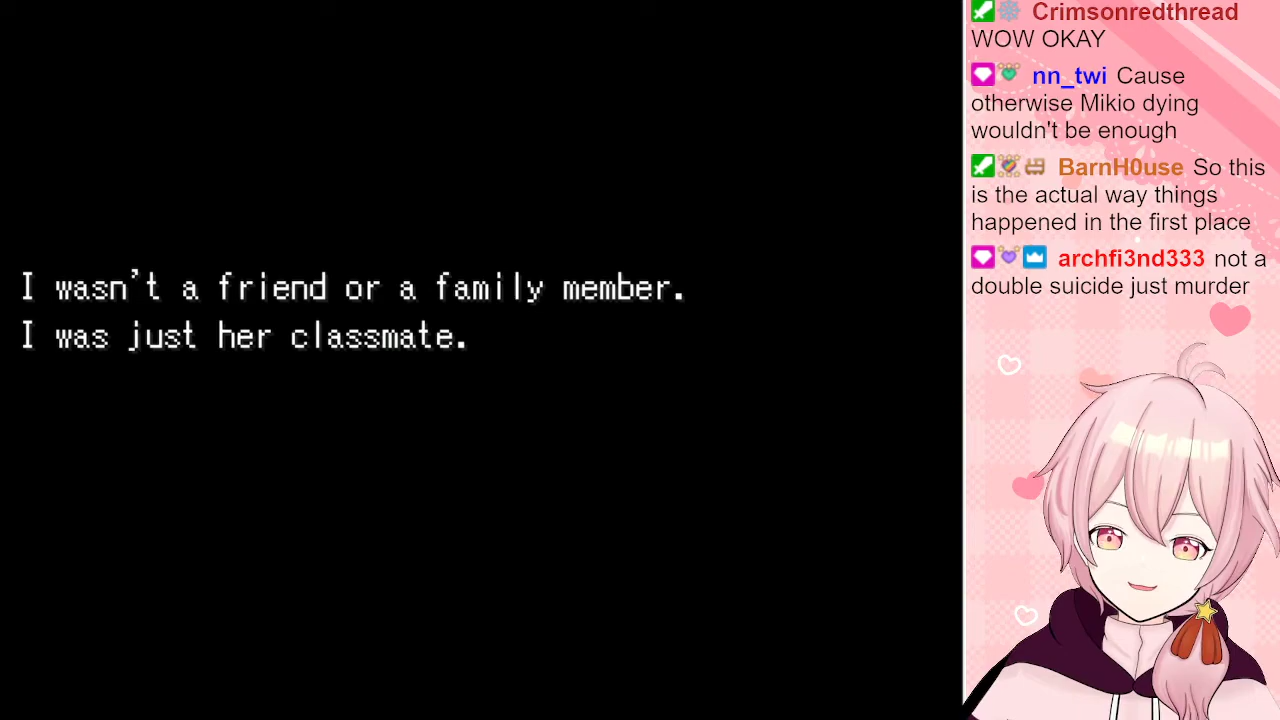 I wasn't a friend or a family member.
I was just her classmate.
Crimsonredthread
WOW OKAY
nn_twi Cause
otherwise Mikio dying
wouldn't be enough
BarnH0use So this
is the actual way things
happened in the first place
archfi3nd333 not a
double suicide just murder